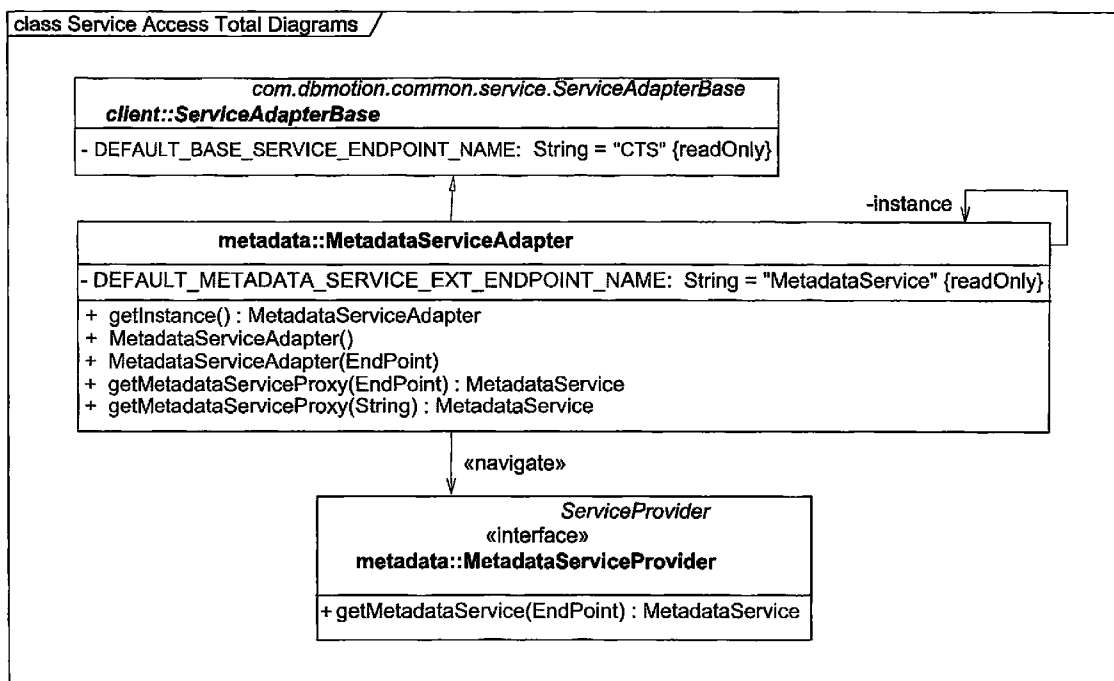 class Service Access Total Diagrams
com.dbmotion.common.service.ServiceAdapterBase
client::ServiceAdapterBase
- DEFAULT_BASE_SERVICE_ENDPOINT_NAME: String = "CTS" {readOnly}
-instance
metadata::MetadataServiceAdapter
- DEFAULT_METADATA_SERVICE_EXT_ENDPOINT_NAME: String = "MetadataService" {readOnly}
+ getInstance() : MetadataServiceAdapter
+ MetadataServiceAdapter()
+ MetadataServiceAdapter(EndPoint)
+ getMetadataServiceProxy(EndPoint) : MetadataService
+ getMetadataServiceProxy(String) : MetadataService
«navigate»
ServiceProvider
«interface»
metadata::MetadataServiceProvider
+ getMetadataService(EndPoint) : MetadataService